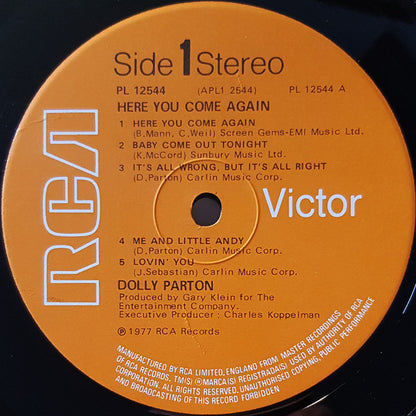 Side 1 Stereo
PL 12544 (APL1 2544) PL 12544 A
HERE YOU COME AGAIN
1 HERE YOU COME AGAIN
(B.Mann, C.Weil) Screen Gems-EMI Music Ltd.
2 BABY COME OUT TONIGHT
(K.McCord) Sunbury Music Ltd.
3 IT'S ALL WRONG, BUT IT'S ALL RIGHT
(D.Parton) Carlin Music Corp.
RCA
Victor
4 ME AND LITTLE ANDY
(D.Parton) Carlin Music Corp.
5 LOVIN' YOU
(J.Sebastian) Carlin Music Corp.
DOLLY PARTON
Produced by Gary Klein for The
Entertainment Company.
Executive Producer : Charles Koppelman
℗ 1977 RCA Records
MANUFACTURED BY RCA LIMITED, ENGLAND FROM MASTER RECORDINGS
OF RCA RECORDS, TM(S) ® MARCA(S) REGISTRADA(S) USED BY AUTHORITY OF RCA
RECORDS. ALL RIGHTS RESERVED. UNAUTHORISED COPYING, PUBLIC PERFORMANCE
AND BROADCASTING OF THIS RECORD FORBIDDEN